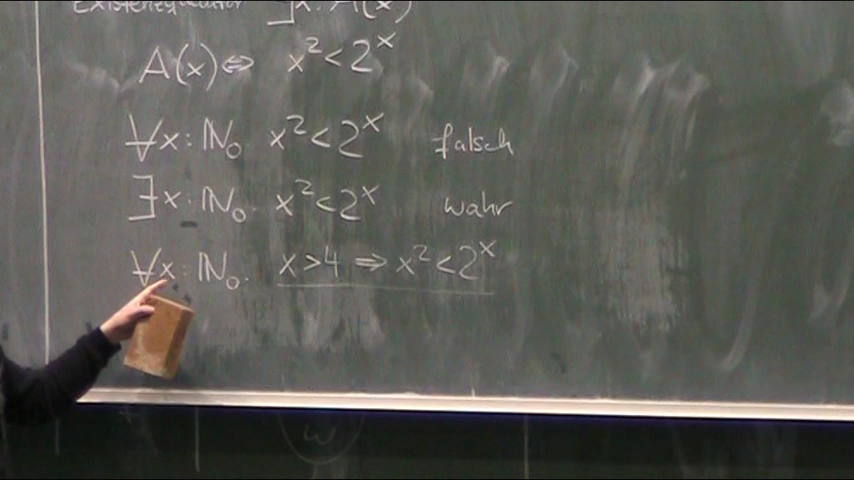 Existenzquantor ∃x. A(x)
A(x) ⇔ x² < 2ˣ
∀x : ℕ₀ x² < 2ˣ falsch
∃x : ℕ₀. x² < 2ˣ wahr
∀x : ℕ₀. x > 4 ⇒ x² < 2ˣ